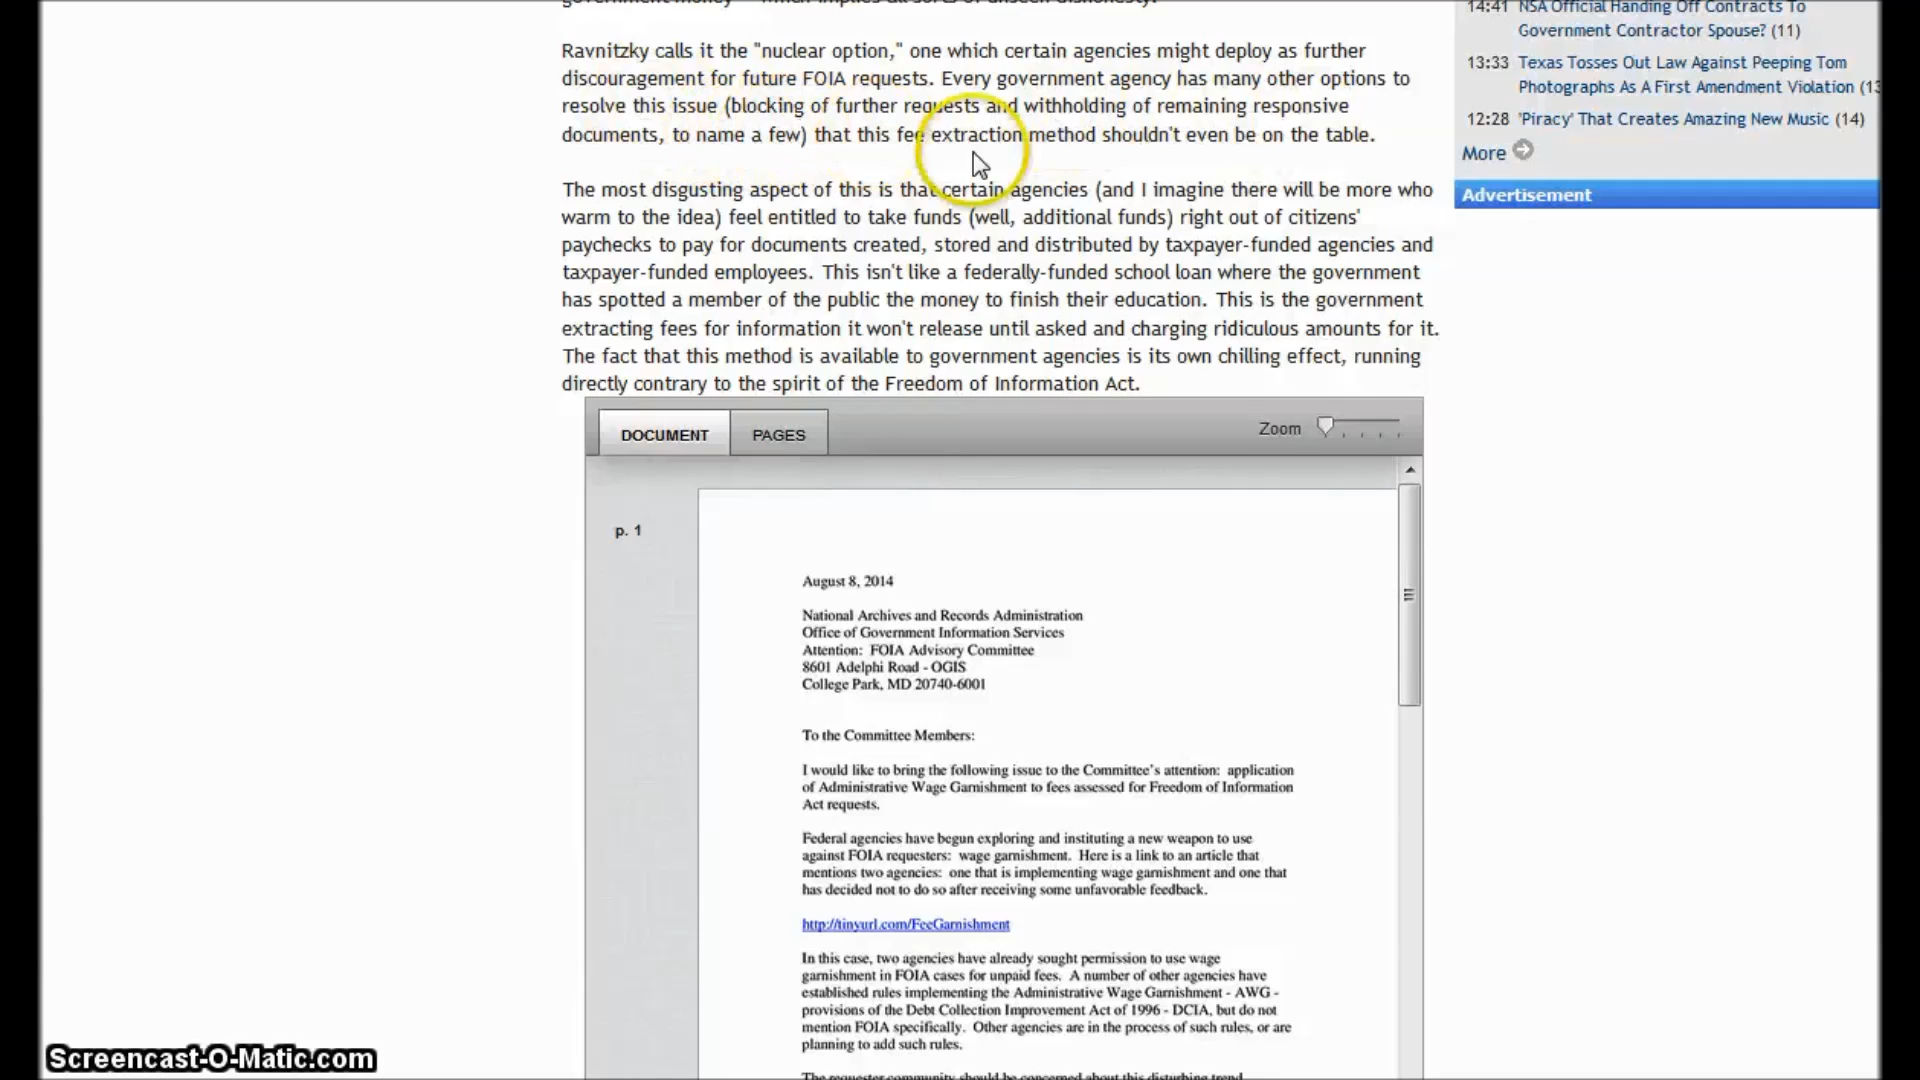 government money" which implies all sorts of unseen dishonesty.
Ravnitzky calls it the "nuclear option," one which certain agencies might deploy as further
discouragement for future FOIA requests. Every government agency has many other options to
resolve this issue (blocking of further requests and withholding of remaining responsive
documents, to name a few) that this fee extraction method shouldn't even be on the table.
The most disgusting aspect of this is that certain agencies (and I imagine there will be more who
warm to the idea) feel entitled to take funds (well, additional funds) right out of citizens'
paychecks to pay for documents created, stored and distributed by taxpayer-funded agencies and
taxpayer-funded employees. This isn't like a federally-funded school loan where the government
has spotted a member of the public the money to finish their education. This is the government
extracting fees for information it won't release until asked and charging ridiculous amounts for it.
The fact that this method is available to government agencies is its own chilling effect, running
directly contrary to the spirit of the Freedom of Information Act.
DOCUMENT
PAGES
Zoom
p. 1
August 8, 2014
National Archives and Records Administration
Office of Government Information Services
Attention: FOIA Advisory Committee
8601 Adelphi Road - OGIS
College Park, MD 20740-6001
To the Committee Members:
I would like to bring the following issue to the Committee's attention: application
of Administrative Wage Garnishment to fees assessed for Freedom of Information
Act requests.
Federal agencies have begun exploring and instituting a new weapon to use
against FOIA requesters: wage garnishment. Here is a link to an article that
mentions two agencies: one that is implementing wage garnishment and one that
has decided not to do so after receiving some unfavorable feedback.
http://tinyurl.com/FeeGarnishment
In this case, two agencies have already sought permission to use wage
garnishment in FOIA cases for unpaid fees. A number of other agencies have
established rules implementing the Administrative Wage Garnishment - AWG -
provisions of the Debt Collection Improvement Act of 1996 - DCIA, but do not
mention FOIA specifically. Other agencies are in the process of such rules, or are
planning to add such rules.
The requester community should be concerned about this disturbing trend
14:41 NSA Official Handing Off Contracts To
Government Contractor Spouse? (11)
13:33 Texas Tosses Out Law Against Peeping Tom
Photographs As A First Amendment Violation
12:28 'Piracy' That Creates Amazing New Music (14)
More
Advertisement
Screencast-O-Matic.com